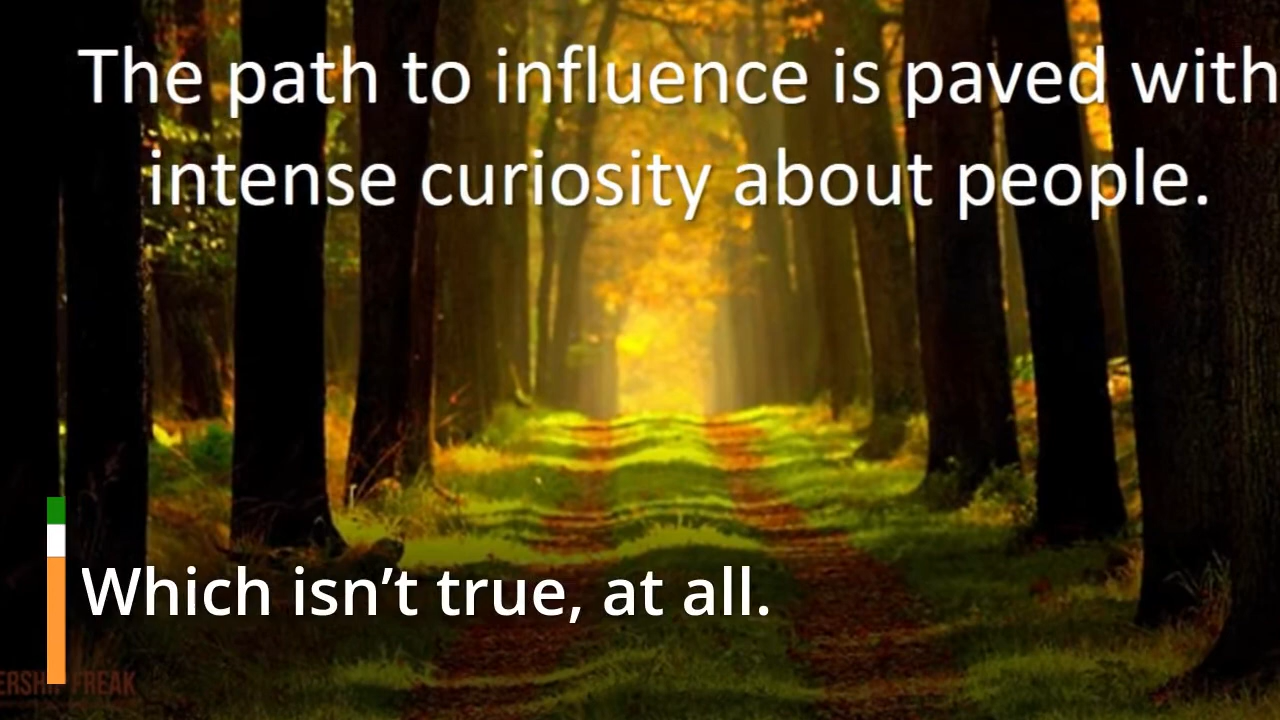 The path to influence is paved with
intense curiosity about people.
Which isn’t true, at all.